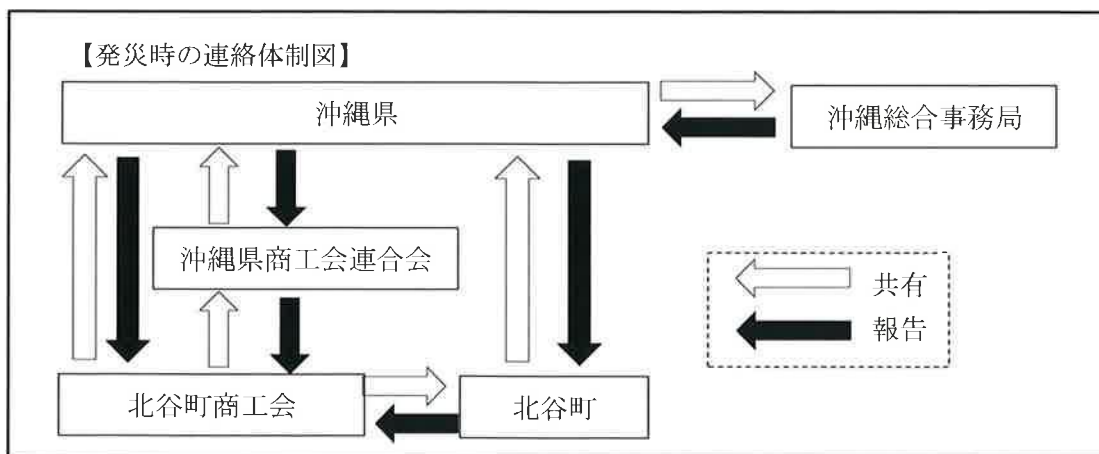 【発災時の連絡体制図】
沖縄県
沖縄総合事務局
沖縄県商工会連合会
共有
報告
北谷町商工会
北谷町